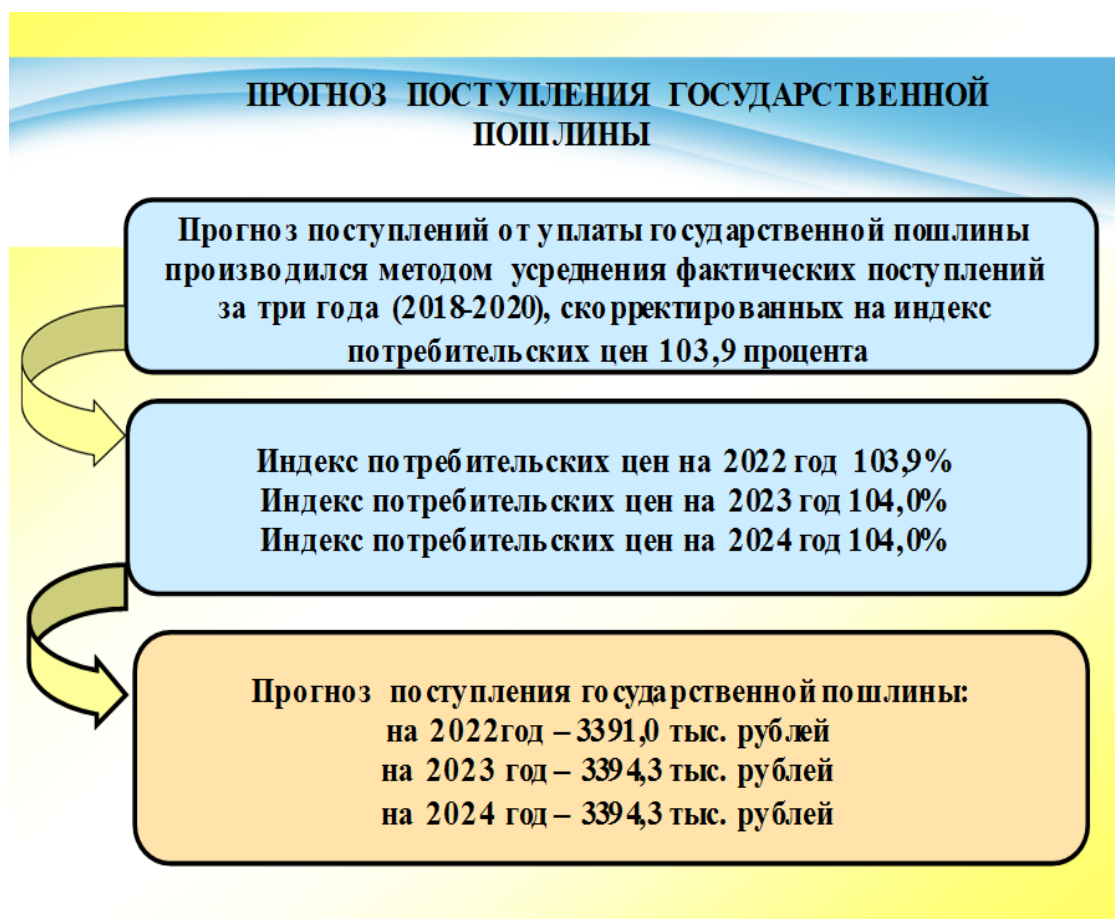 ПРОГНОЗ ПОСТУПЛЕНИЯ ГОСУДАРСТВЕННОЙ
ПОШЛИНЫ
Прогноз поступлений от уплаты государственной пошлины
производился методом усреднения фактических поступлений
за три года (2018-2020), скорректированных на индекс
потребительских цен 103,9 процента
Индекс потребительских цен на 2022 год 103,9%
Индекс потребительских цен на 2023 год 104,0%
Индекс потребительских цен на 2024 год 104,0%
Прогноз поступления государственной пошлины:
на 2022год – 3391,0 тыс. рублей
на 2023 год – 3394,3 тыс. рублей
на 2024 год – 3394,3 тыс. рублей